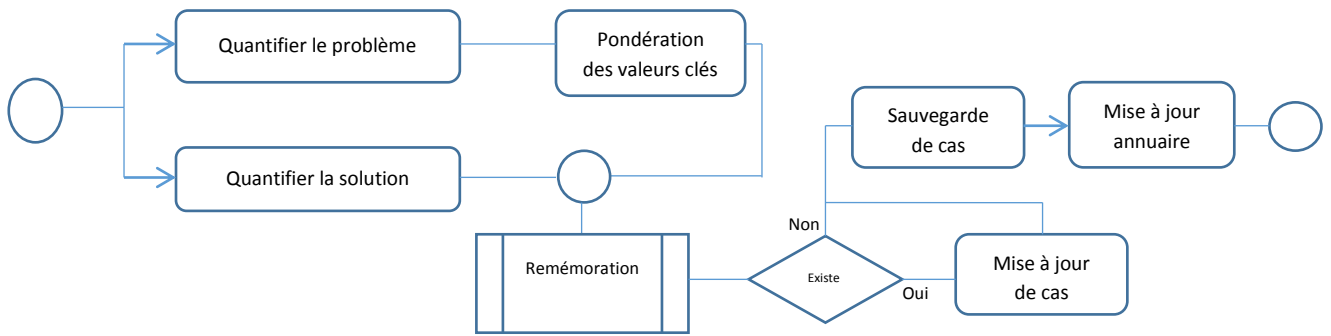 Quantifier le problème
Pondération
des valeurs clés
Sauvegarde
de cas
Mise à jour
annuaire
Quantifier la solution
Non
Remémoration
Existe
Oui
Mise à jour
de cas